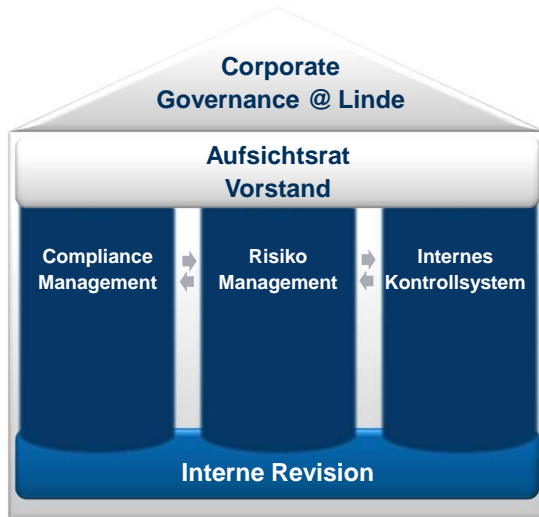 Corporate
Governance @ Linde
Aufsichtsrat
Vorstand
Compliance
Management
Risiko
Management
Internes
Kontrollsystem
Interne Revision